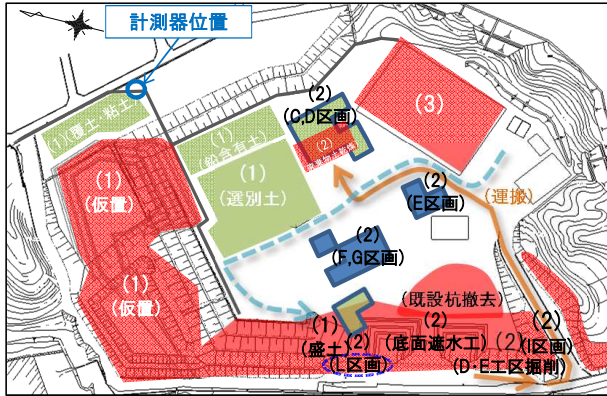 計測器位置
(1)(覆土·粘土)
(1)
(鉛含有土)
(2)
(C,D区画)
(2)
(3)
(1)
(仮置)
(1)
(選別土)
(2)
(E区画)
(運搬)
(2)
(F,G区画)
(1)
(仮置)
(既設杭撤去)
(1)
(盛土)
(2)
(底面遮水工)
(2)
(2)
(I区画)
(2)
(L区画)
(D·E工区掘削)